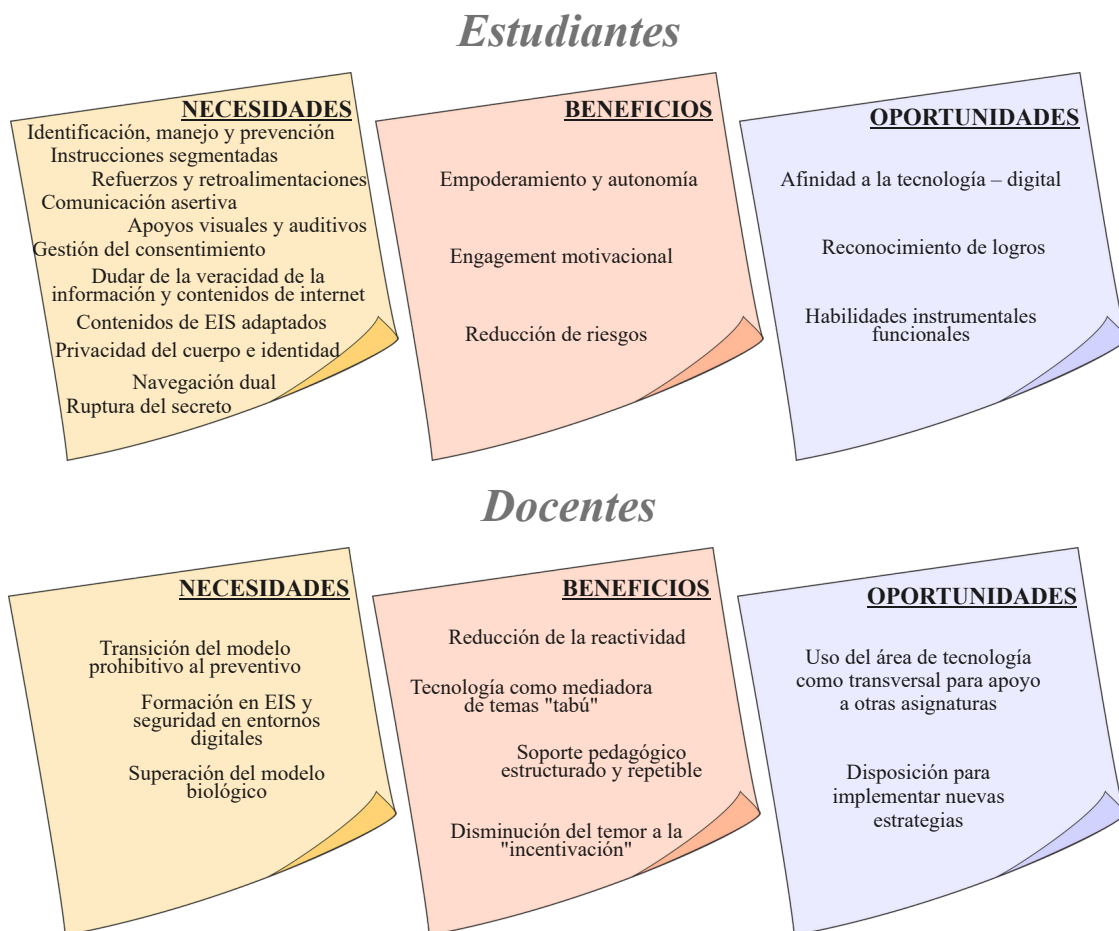 Estudiantes
NECESIDADES
Identificación, manejo y prevención
Instrucciones segmentadas
Refuerzos y retroalimentaciones
Comunicación asertiva
Apoyos visuales y auditivos
Gestión del consentimiento
Dudar de la veracidad de la
información y contenidos de internet
Contenidos de EIS adaptados
Privacidad del cuerpo e identidad
Navegación dual
Ruptura del secreto
BENEFICIOS
Empoderamiento y autonomía
Engagement motivacional
Reducción de riesgos
OPORTUNIDADES
Afinidad a la tecnología – digital
Reconocimiento de logros
Habilidades instrumentales
funcionales
Docentes
NECESIDADES
Transición del modelo
prohibitivo al preventivo
Formación en EIS y
seguridad en entornos
digitales
Superación del modelo
biológico
BENEFICIOS
Reducción de la reactividad
Tecnología como mediadora
de temas "tabú"
Soporte pedagógico
estructurado y repetible
Disminución del temor a la
"incentivación"
OPORTUNIDADES
Uso del área de tecnología
como transversal para apoyo
a otras asignaturas
Disposición para
implementar nuevas
estrategias